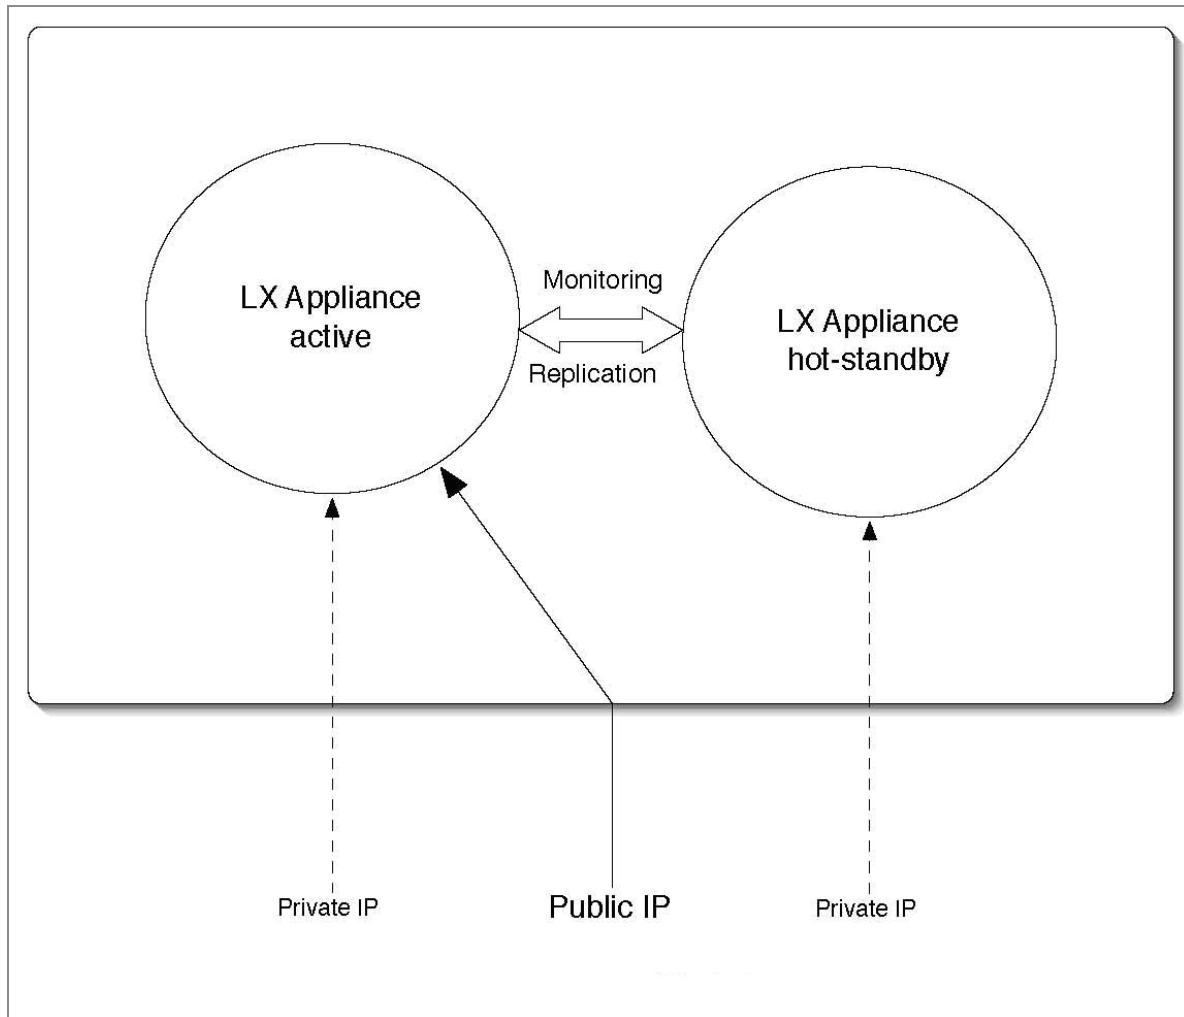 LX Appliance
active
Monitoring
Replication
LX Appliance
hot-standby
Private IP
Public IP
Private IP